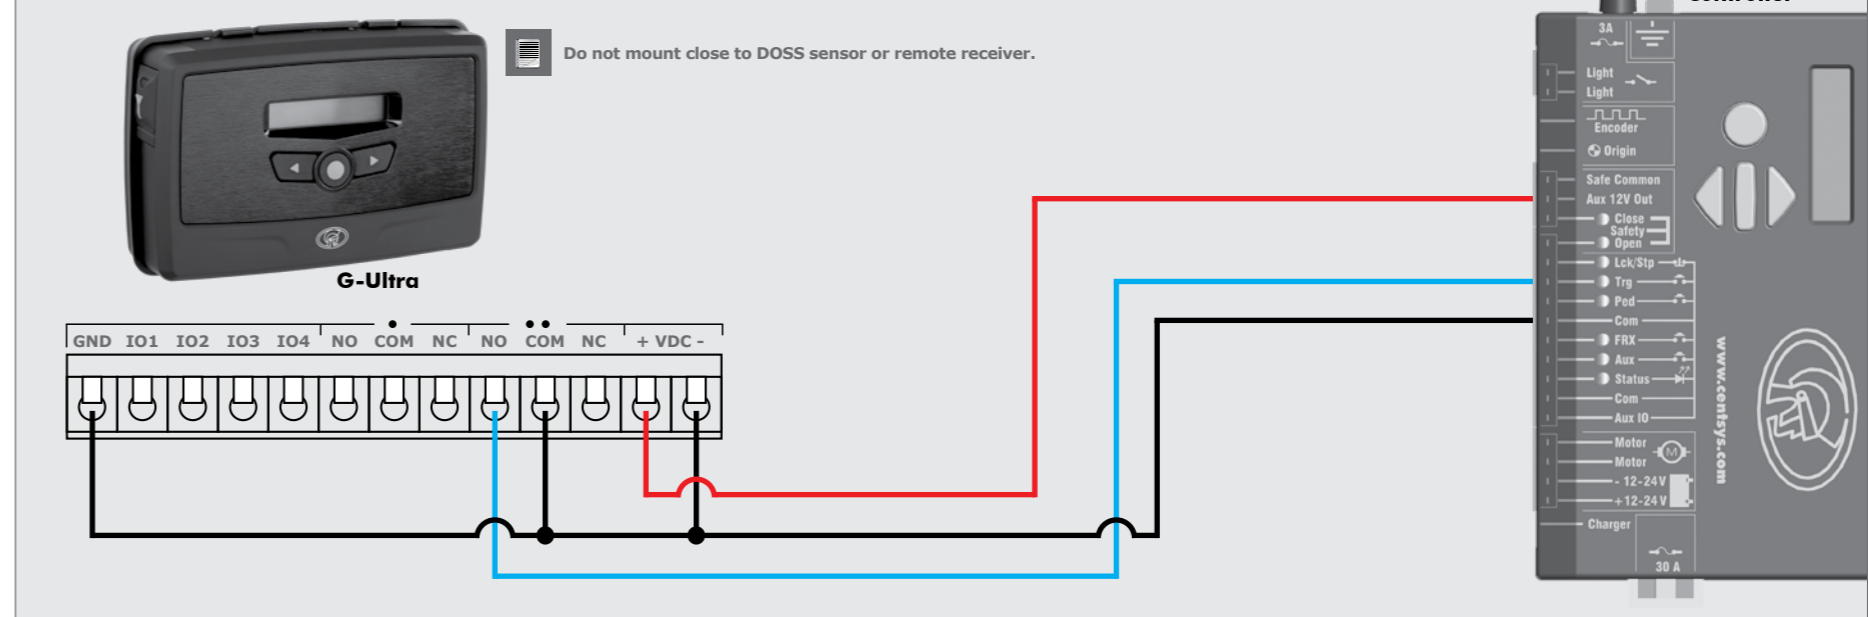 Do not mount close to DOSS sensor or remote receiver.
G-Ultra
GND IO1 IO2 IO3 IO4 NO COM NC NO COM NC + VDC -
3A
Light
Light
Encoder
Origin
Safe Common
Aux 12V Out
Close
Safety
Open
Lck/Stp
Trg
Ped
Com
FRX
Aux
Status
Com
Aux IO
Motor
M
Motor
- 12-24V
+12-24V
Charger
30 A
www.centsys.com